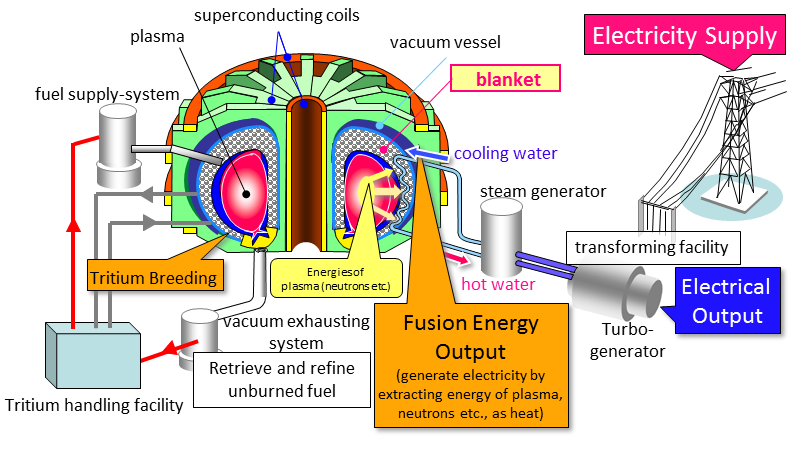 superconducting coils
plasma
vacuum vessel
Electricity Supply
blanket
fuel supply-system
cooling water
steam generator
transforming facility
Tritium Breeding
Energies of
plasma (neutrons etc.)
hot water
Electrical
Output
Turbo-
generator
vacuum exhausting
system
Fusion Energy
Output
(generate electricity by
extracting energy of plasma,
neutrons etc., as heat)
Retrieve and refine
unburned fuel
Tritium handling facility